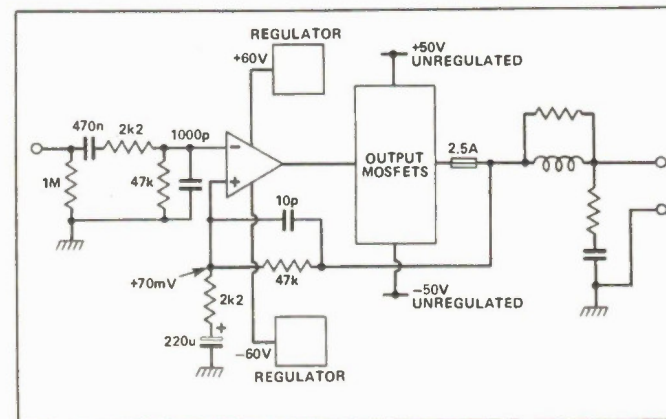 REGULATOR
+60V
+50V
UNREGULATED
470n
2k2
1000p
−
+
1M
47k
OUTPUT
MOSFETS
2.5A
10p
47k
+70mV
2k2
+
220u
−60V
REGULATOR
−50V
UNREGULATED